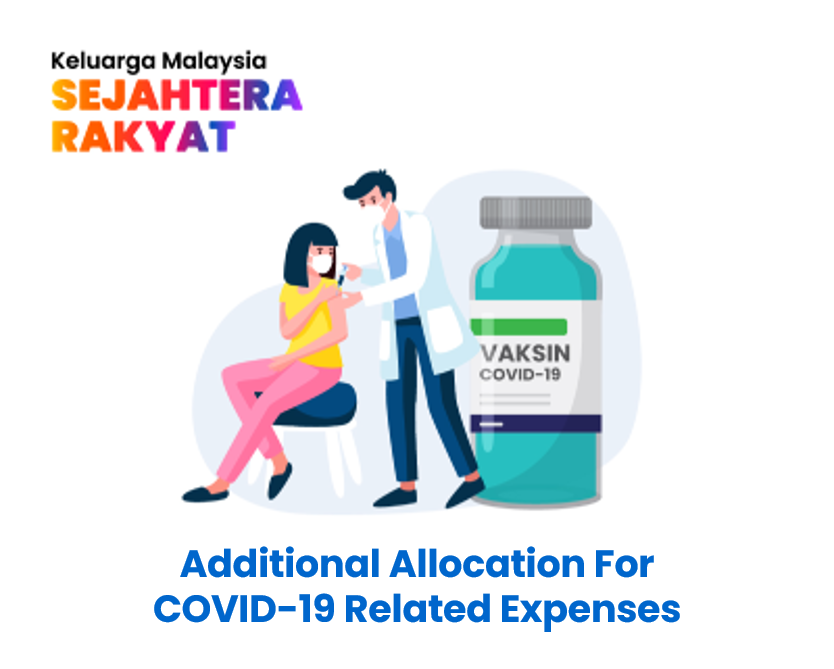 Keluarga Malaysia
SEJAHTERA
RAKYAT
VAKSIN
COVID-19
Additional Allocation For
COVID-19 Related Expenses